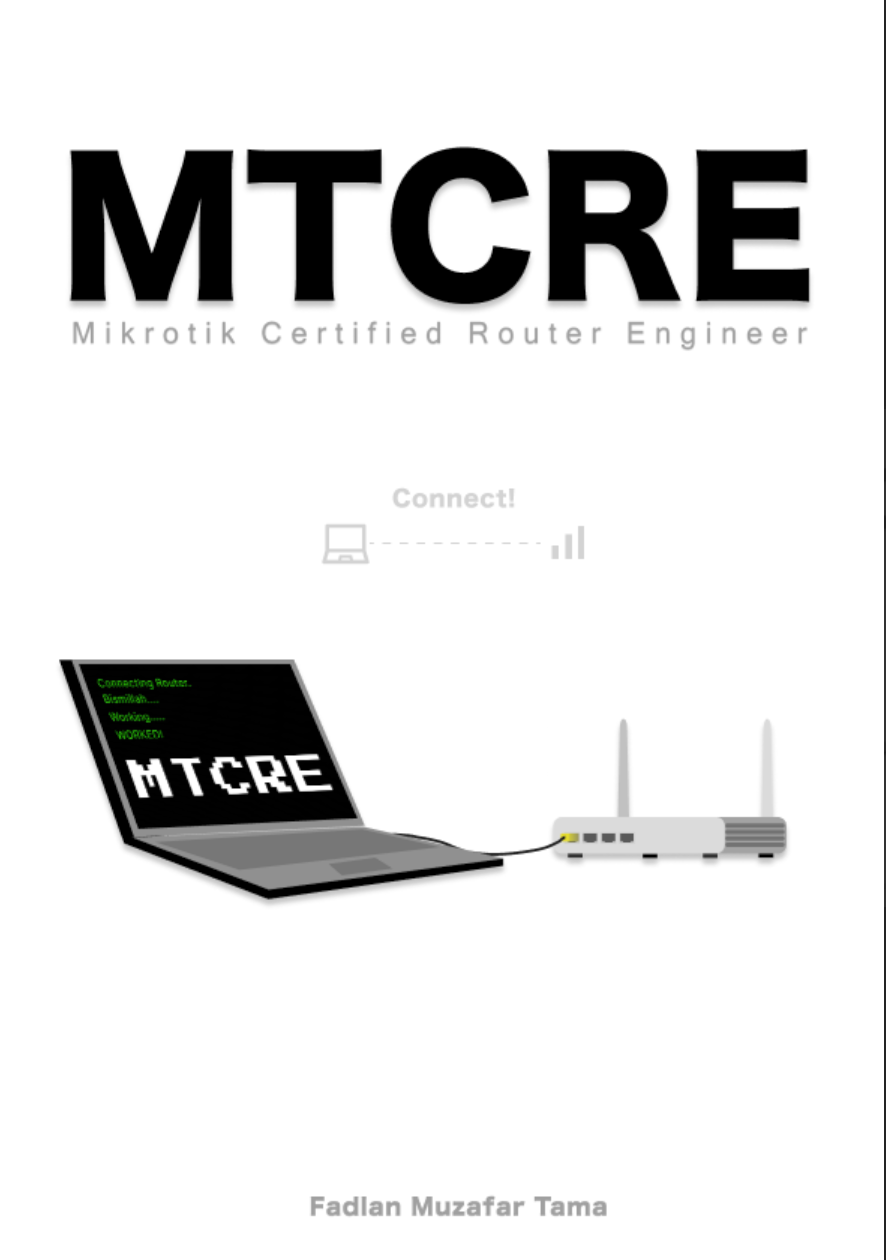 MTCRE
Mikrotik Certified Router Engineer
Connect!
Connecting Router..
Bismillah.....
Working......
WORKED!
MTCRE
Fadlan Muzafar Tama